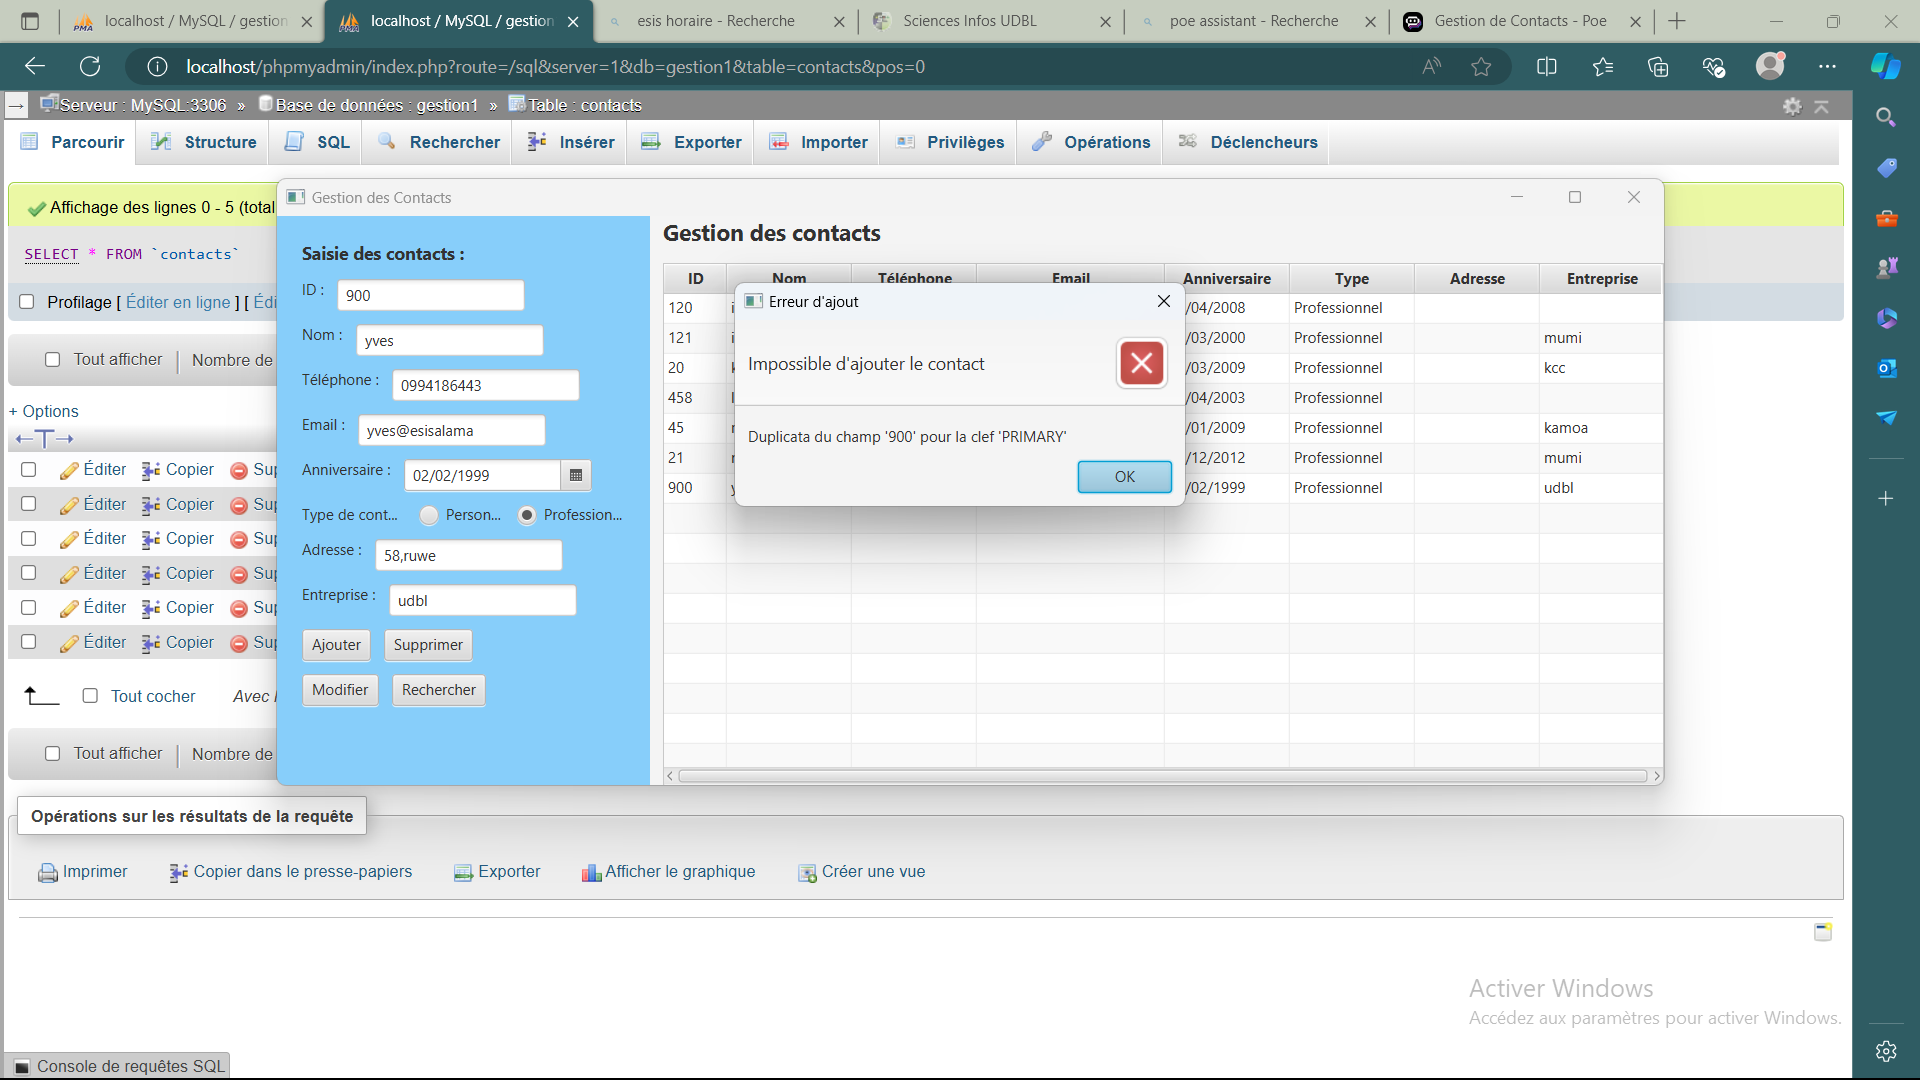 localhost / MySQL / gestion
localhost / MySQL / gestion
esis horaire - Recherche
Sciences Infos UDBL
poe assistant - Recherche
Gestion de Contacts - Poe
localhost/phpmyadmin/index.php?route=/sql&server=1&db=gestion1&table=contacts&pos=0
Serveur : MySQL:3306 » Base de données : gestion1 » Table : contacts
Parcourir Structure SQL Rechercher Insérer Exporter Importer Privilèges Opérations Déclencheurs
Affichage des lignes 0 - 5 (total
SELECT * FROM `contacts`
Profilage [ Éditer en ligne ] [ Édi
Tout afficher Nombre de
+ Options
Éditer Copier Sup
Éditer Copier Sup
Éditer Copier Sup
Éditer Copier Sup
Éditer Copier Sup
Éditer Copier Sup
Tout cocher Avec
Tout afficher Nombre de
Gestion des Contacts
Saisie des contacts :
ID : 900
Nom : yves
Téléphone : 0994186443
Email : yves@esisalama
Anniversaire : 02/02/1999
Type de cont... Person... Profession...
Adresse : 58,ruwe
Entreprise : udbl
Ajouter Supprimer
Modifier Rechercher
Gestion des contacts
ID Nom Téléphone Email Anniversaire Type Adresse Entreprise
120 /04/2008 Professionnel
121 /03/2000 Professionnel mumi
20 /03/2009 Professionnel kcc
458 /04/2003 Professionnel
45 /01/2009 Professionnel kamoa
21 /12/2012 Professionnel mumi
900 /02/1999 Professionnel udbl
Erreur d'ajout
Impossible d'ajouter le contact
Duplicata du champ '900' pour la clef 'PRIMARY'
OK
Opérations sur les résultats de la requête
Imprimer Copier dans le presse-papiers Exporter Afficher le graphique Créer une vue
Activer Windows
Accédez aux paramètres pour activer Windows.
Console de requêtes SQL